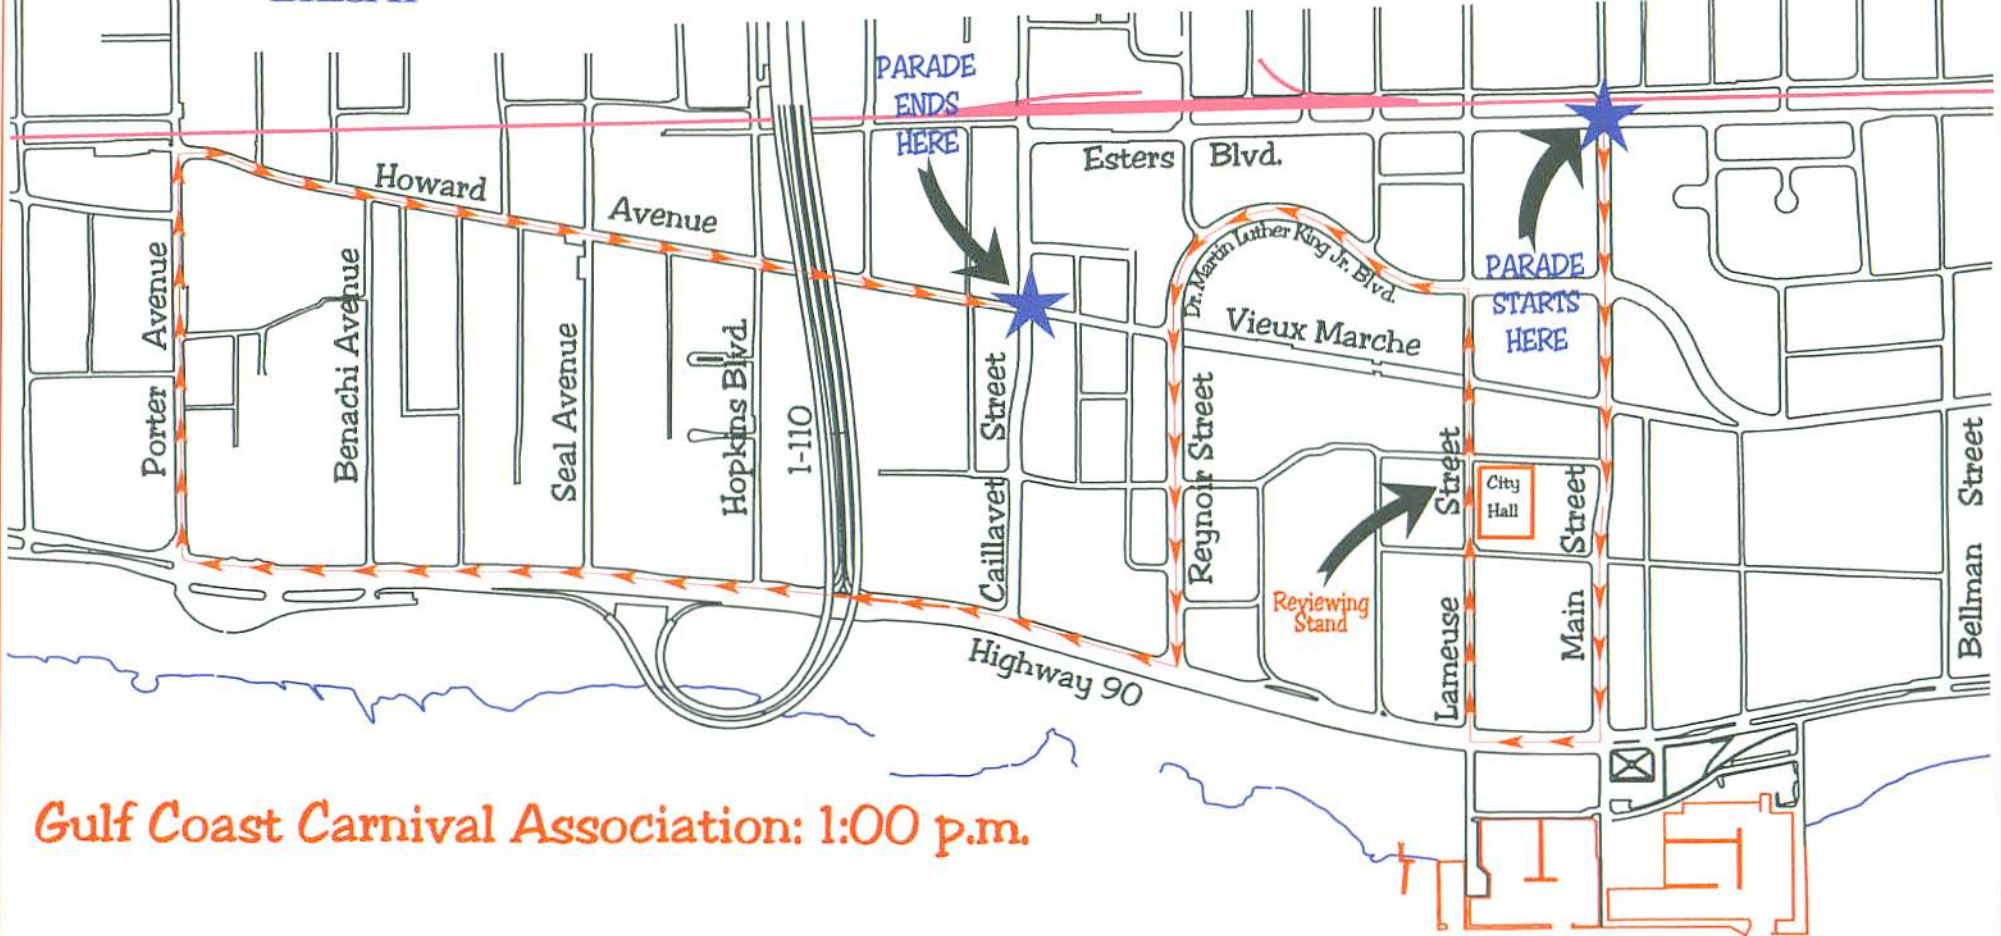 PARADE
ENDS
HERE
Esters Blvd.
Howard
Avenue
Dr. Martin Luther King Jr. Blvd.
PARADE
STARTS
HERE
Vieux Marche
Porter Avenue
Benachi Avenue
Seal Avenue
Hopkins Blvd.
I-110
Caillavet Street
Reynoir Street
Lameuse Street
City
Hall
Main Street
Bellman Street
Reviewing
Stand
Highway 90
Gulf Coast Carnival Association: 1:00 p.m.